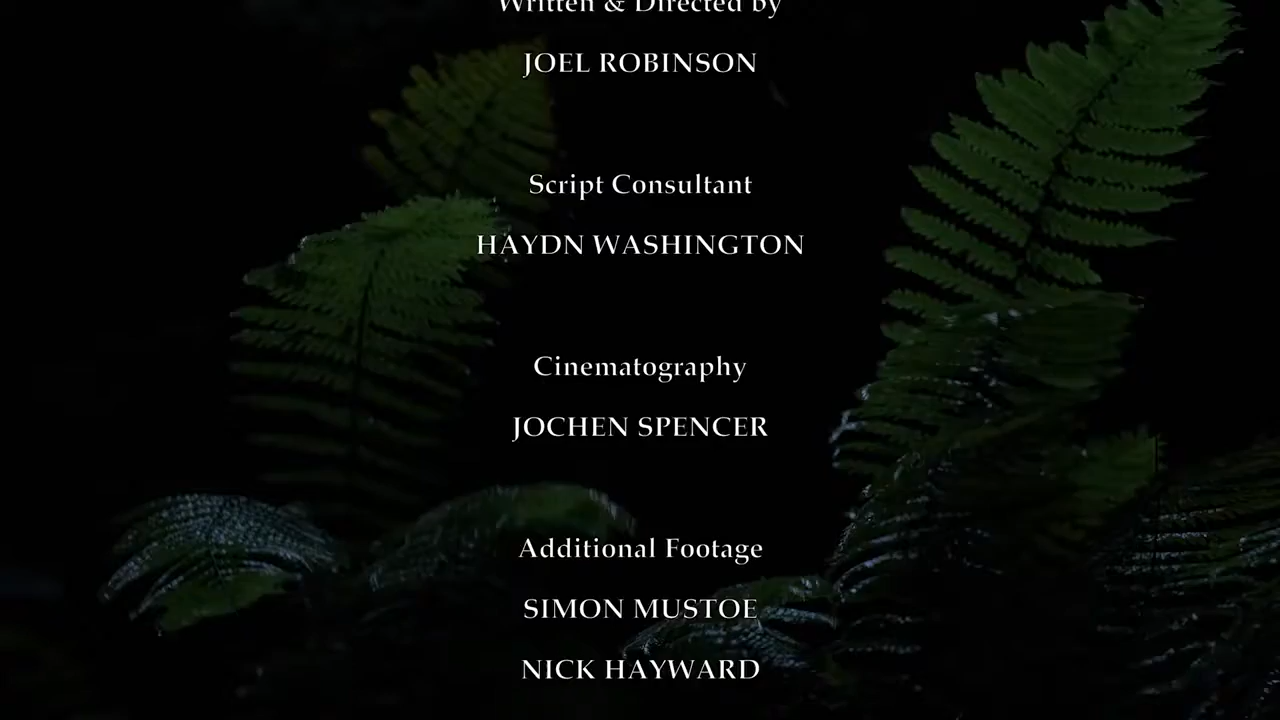 Written & Directed by
JOEL ROBINSON
Script Consultant
HAYDN WASHINGTON
Cinematography
JOCHEN SPENCER
Additional Footage
SIMON MUSTOE
NICK HAYWARD